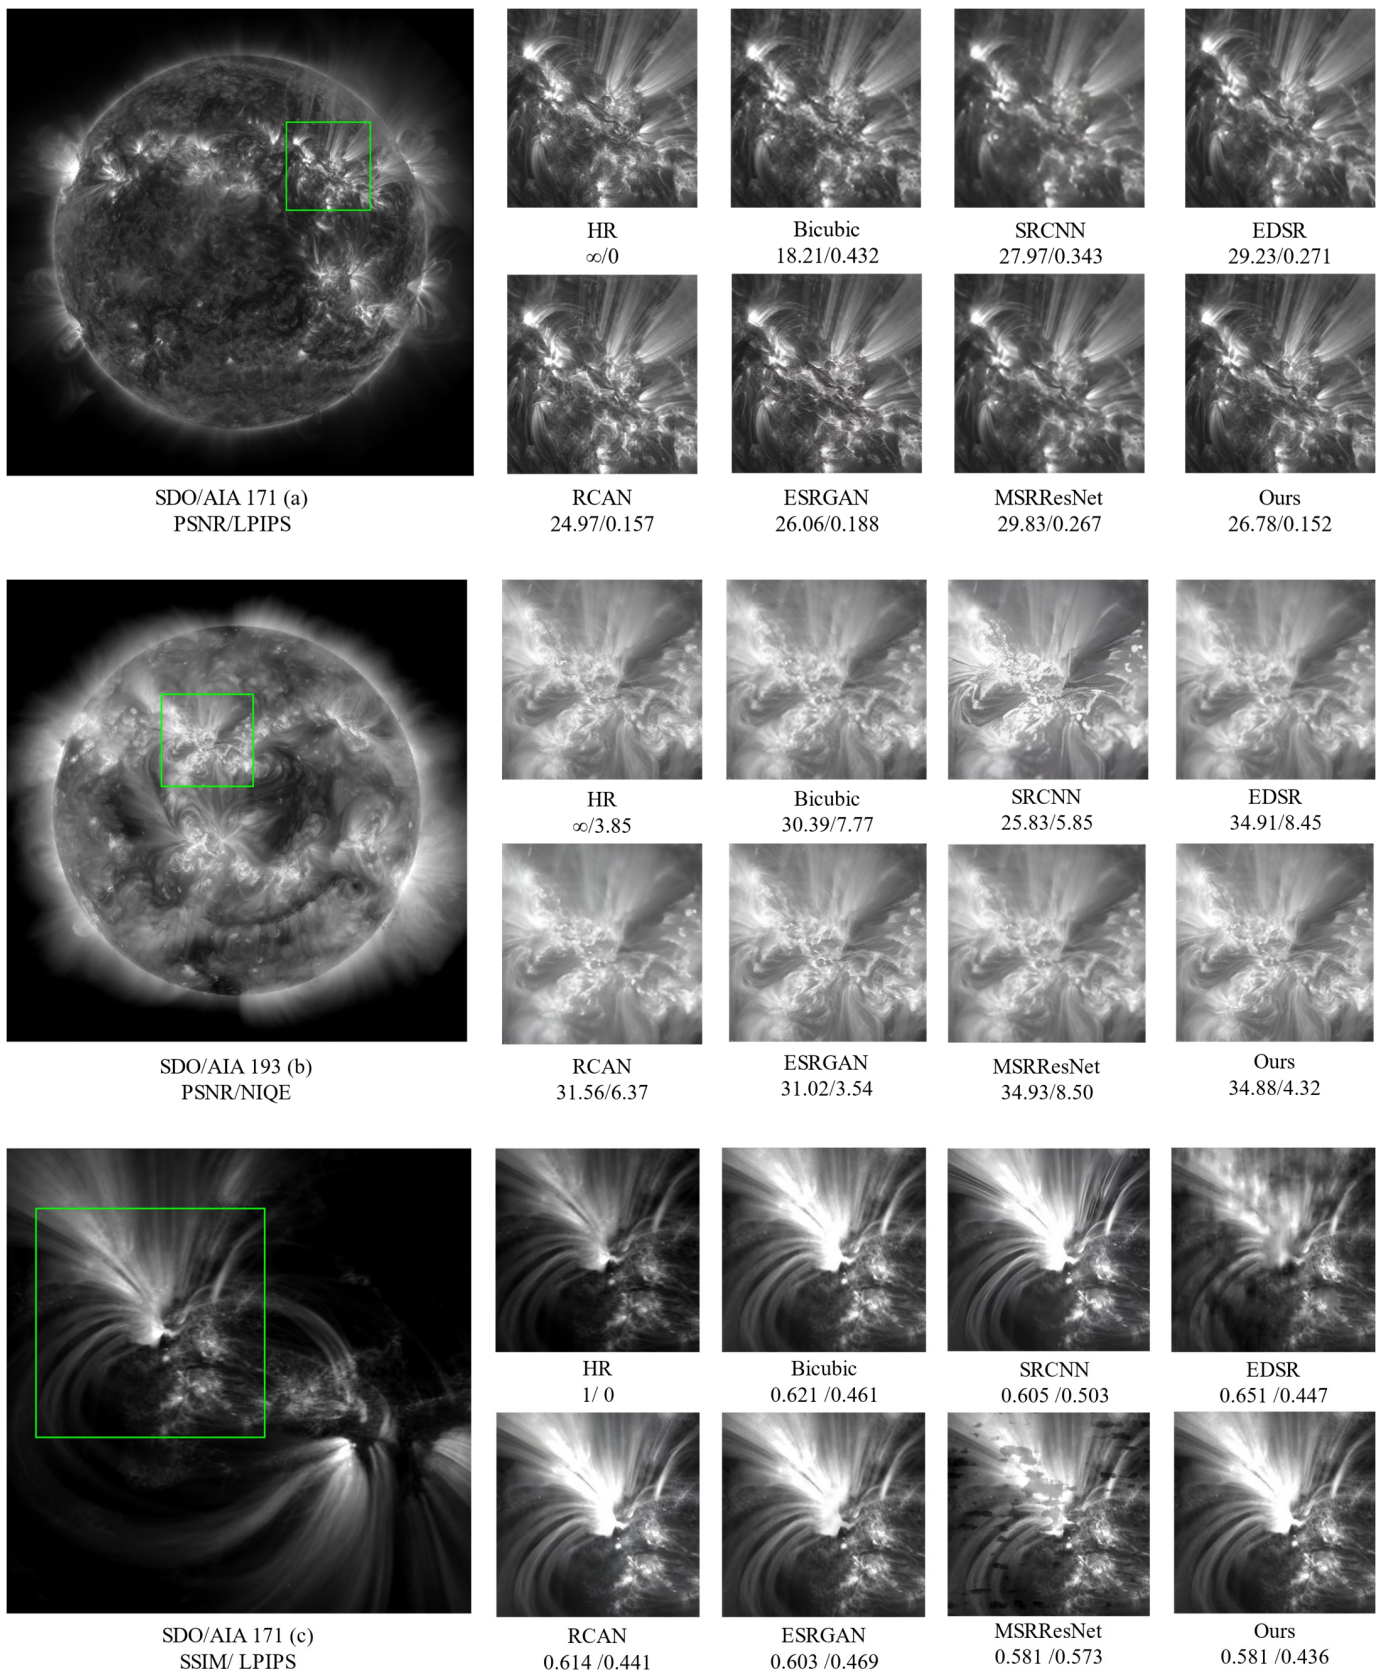 HR
∞/0
Bicubic
18.21/0.432
SRCNN
27.97/0.343
EDSR
29.23/0.271
SDO/AIA 171 (a)
PSNR/LPIPS
RCAN
24.97/0.157
ESRGAN
26.06/0.188
MSRResNet
29.83/0.267
Ours
26.78/0.152
HR
∞/3.85
Bicubic
30.39/7.77
SRCNN
25.83/5.85
EDSR
34.91/8.45
SDO/AIA 193 (b)
PSNR/NIQE
RCAN
31.56/6.37
ESRGAN
31.02/3.54
MSRResNet
34.93/8.50
Ours
34.88/4.32
HR
1/ 0
Bicubic
0.621 /0.461
SRCNN
0.605 /0.503
EDSR
0.651 /0.447
SDO/AIA 171 (c)
SSIM/ LPIPS
RCAN
0.614 /0.441
ESRGAN
0.603 /0.469
MSRResNet
0.581 /0.573
Ours
0.581 /0.436